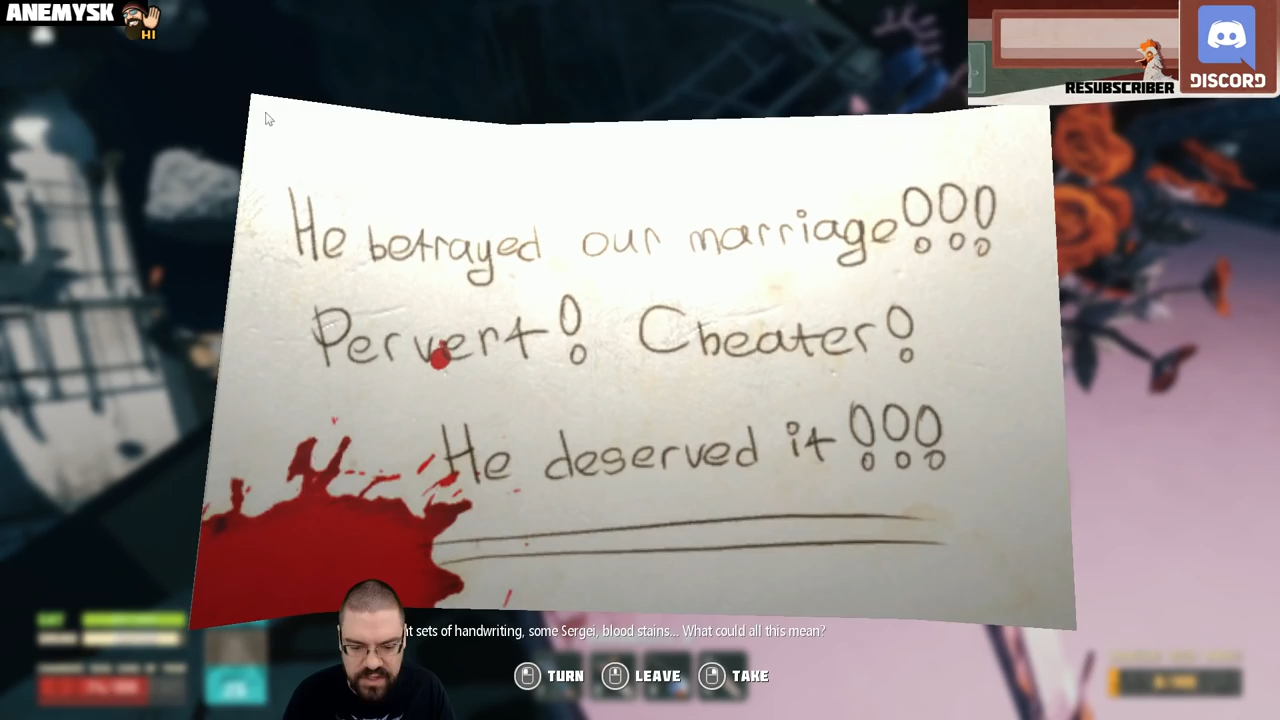 ANEMYSK
HI
RESUBSCRIBER
DISCORD
He betrayed our marriage!!!
Pervert! Cheater!
He deserved it!!!
sets of handwriting, some Sergei, blood stains... What could all this mean?
TURN LEAVE TAKE